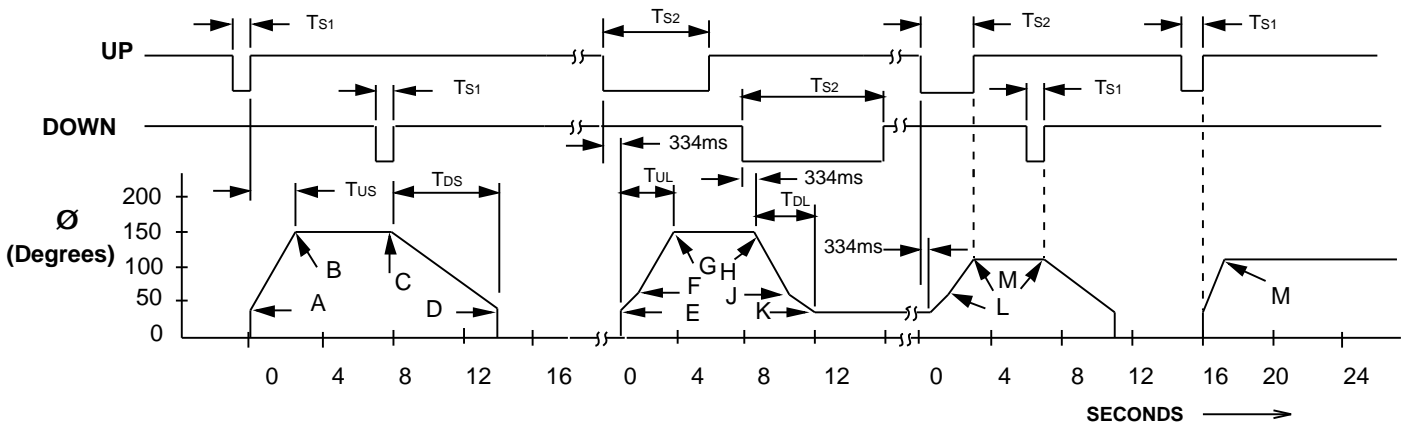 TS1 TS2 TS2 TS1
UP
TS1 TS2 TS1
DOWN
334ms
TUS TDS TUL 334ms
TDL
200
Ø
(Degrees)
150
100
50
0
334ms
A B C D
E F G H J K
L M M
0 4 8 12 16 0 4 8 12 0 4 8 12 16 20 24
SECONDS